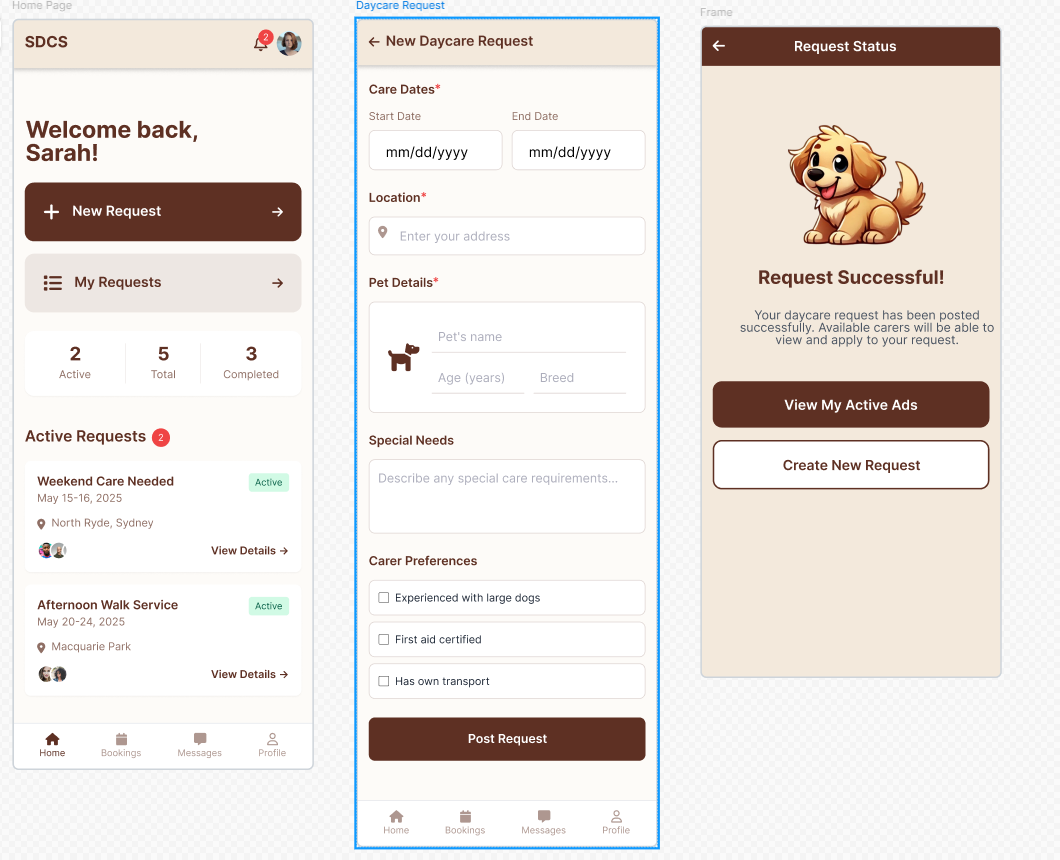 Home Page
SDCS
2
Welcome back,
Sarah!
New Request
My Requests
2
Active
5
Total
3
Completed
Active Requests 2
Weekend Care Needed
Active
May 15-16, 2025
North Ryde, Sydney
View Details →
Afternoon Walk Service
Active
May 20-24, 2025
Macquarie Park
View Details →
Home
Bookings
Messages
Profile
Daycare Request
← New Daycare Request
Care Dates*
Start Date
End Date
mm/dd/yyyy
mm/dd/yyyy
Location*
Enter your address
Pet Details*
Pet's name
Age (years)
Breed
Special Needs
Describe any special care requirements...
Carer Preferences
Experienced with large dogs
First aid certified
Has own transport
Post Request
Home
Bookings
Messages
Profile
Frame
Request Status
Request Successful!
Your daycare request has been posted
successfully. Available carers will be able to
view and apply to your request.
View My Active Ads
Create New Request